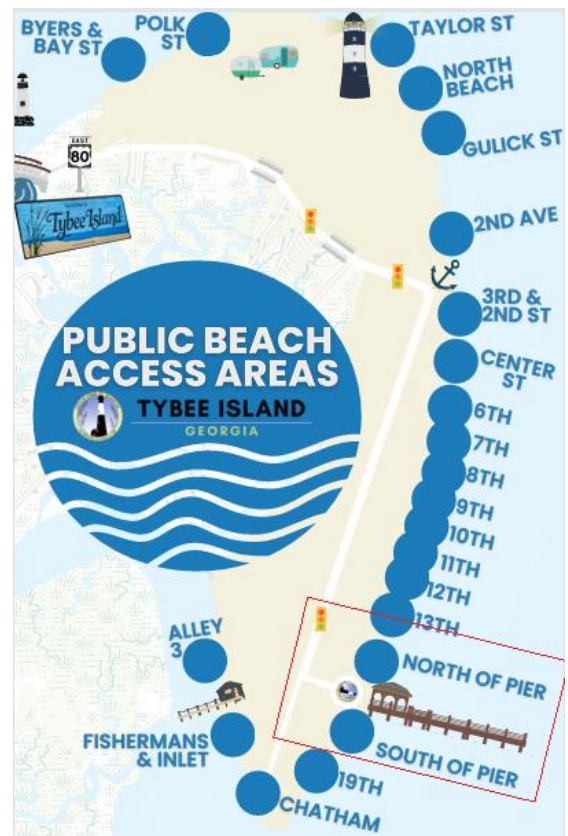 BYERS &
BAY ST
POLK
ST
TAYLOR ST
NORTH
BEACH
GULICK ST
EAST
80
Tybee Island
2ND AVE
3RD &
2ND ST
CENTER
ST
PUBLIC BEACH
ACCESS AREAS
TYBEE ISLAND
GEORGIA
6TH
7TH
8TH
9TH
10TH
11TH
12TH
13TH
ALLEY
3
NORTH OF PIER
FISHERMANS
& INLET
SOUTH OF PIER
19TH
CHATHAM